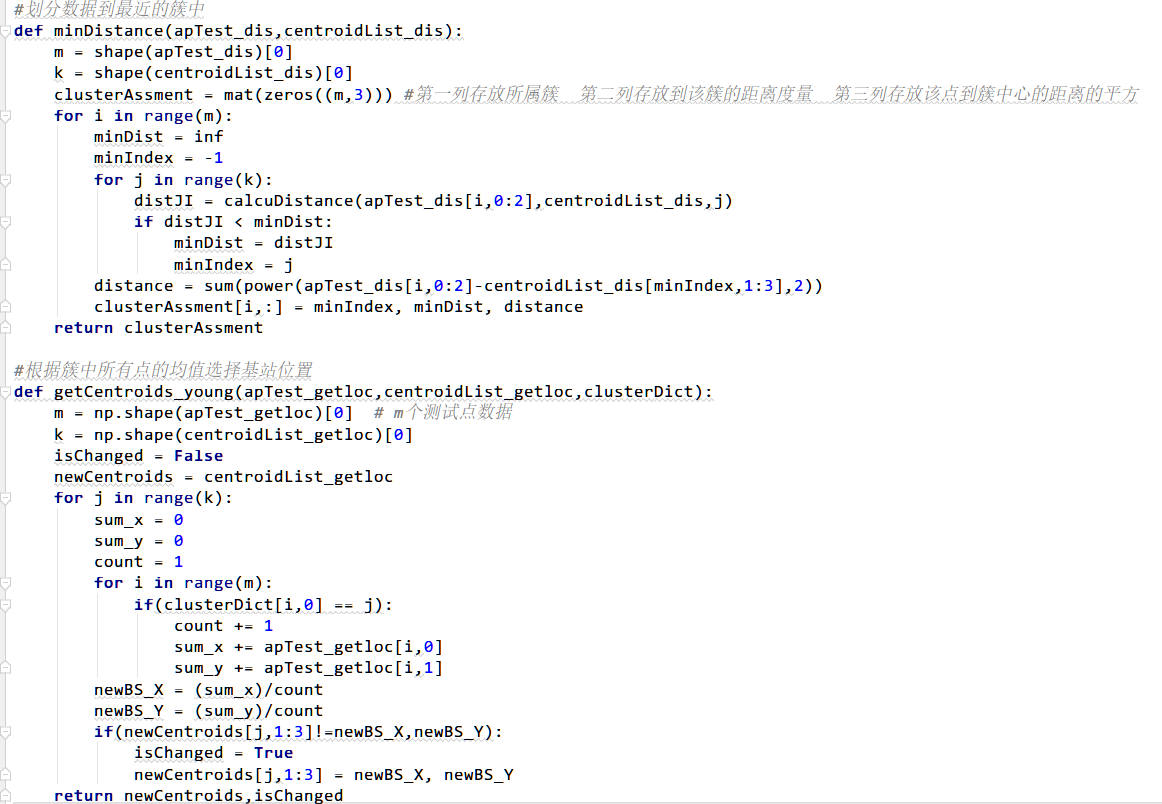 #划分数据到最近的簇中
def minDistance(apTest_dis,centroidList_dis):
    m = shape(apTest_dis)[0]
    k = shape(centroidList_dis)[0]
    clusterAssment = mat(zeros((m,3))) #第一列存放所属簇  第二列存放到该簇的距离度量  第三列存放该点到簇中心的距离的平方
    for i in range(m):
        minDist = inf
        minIndex = -1
        for j in range(k):
            distJI = calcuDistance(apTest_dis[i,0:2],centroidList_dis,j)
            if distJI < minDist:
                minDist = distJI
                minIndex = j
        distance = sum(power(apTest_dis[i,0:2]-centroidList_dis[minIndex,1:3],2))
        clusterAssment[i,:] = minIndex, minDist, distance
    return clusterAssment
#根据簇中所有点的均值选择基站位置
def getCentroids_young(apTest_getloc,centroidList_getloc,clusterDict):
    m = np.shape(apTest_getloc)[0]  # m个测试点数据
    k = np.shape(centroidList_getloc)[0]
    isChanged = False
    newCentroids = centroidList_getloc
    for j in range(k):
        sum_x = 0
        sum_y = 0
        count = 1
        for i in range(m):
            if(clusterDict[i,0] == j):
                count += 1
                sum_x += apTest_getloc[i,0]
                sum_y += apTest_getloc[i,1]
        newBS_X = (sum_x)/count
        newBS_Y = (sum_y)/count
        if(newCentroids[j,1:3]!=newBS_X,newBS_Y):
            isChanged = True
            newCentroids[j,1:3] = newBS_X, newBS_Y
    return newCentroids,isChanged